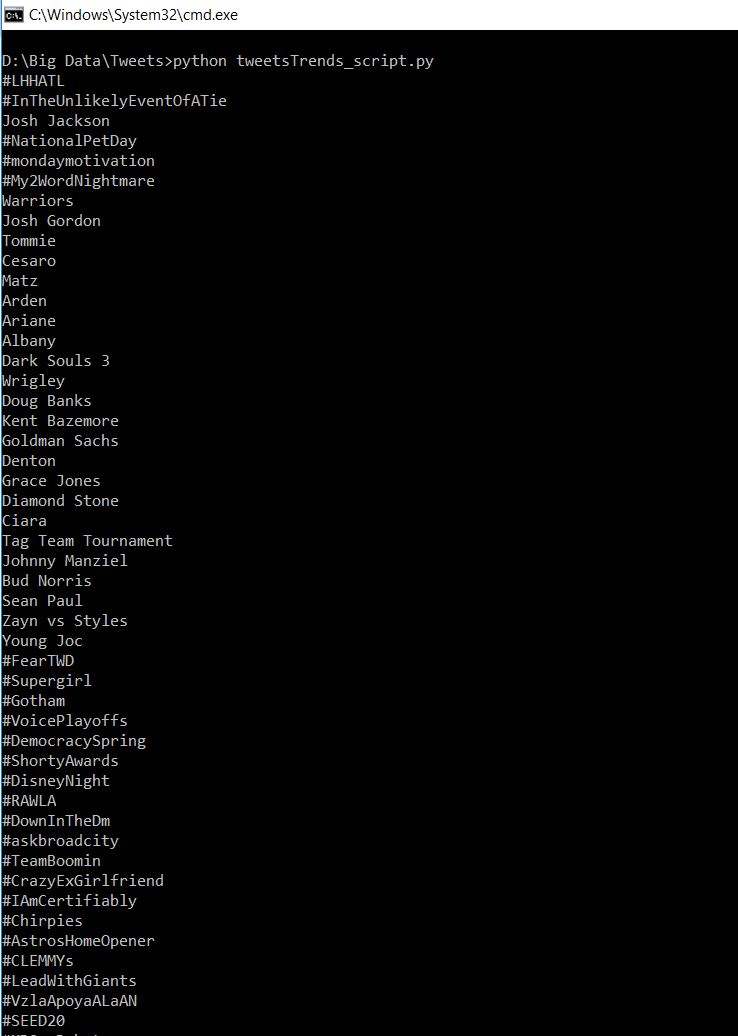 C:\Windows\System32\cmd.exe
D:\Big Data\Tweets>python tweetsTrends_script.py
#LHHATL
#InTheUnlikelyEventOfATie
Josh Jackson
#NationalPetDay
#mondaymotivation
#My2WordNightmare
Warriors
Josh Gordon
Tommie
Cesaro
Matz
Arden
Ariane
Albany
Dark Souls 3
Wrigley
Doug Banks
Kent Bazemore
Goldman Sachs
Denton
Grace Jones
Diamond Stone
Ciara
Tag Team Tournament
Johnny Manziel
Bud Norris
Sean Paul
Zayn vs Styles
Young Joc
#FearTWD
#Supergirl
#Gotham
#VoicePlayoffs
#DemocracySpring
#ShortyAwards
#DisneyNight
#RAWLA
#DownInTheDm
#askbroadcity
#TeamBoomin
#CrazyExGirlfriend
#IAmCertifiably
#Chirpies
#AstrosHomeOpener
#CLEMMYs
#LeadWithGiants
#VzlaApoyaALaAN
#SEED20